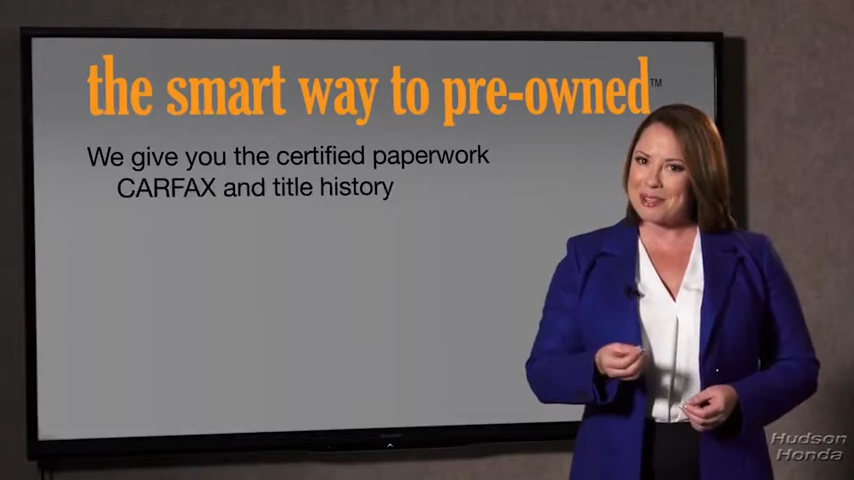 the smart way to pre-owned™
We give you the certified paperwork
CARFAX and title history
Hudson
Honda